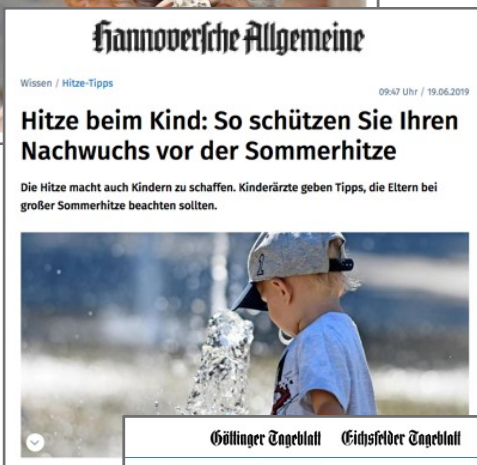 Hannoversche Allgemeine
Wissen / Hitze-Tipps
09:47 Uhr / 19.06.2019
Hitze beim Kind: So schützen Sie Ihren
Nachwuchs vor der Sommerhitze
Die Hitze macht auch Kindern zu schaffen. Kinderärzte geben Tipps, die Eltern bei
großer Sommerhitze beachten sollten.
Göttinger Tageblatt Eichsfelder Tageblatt